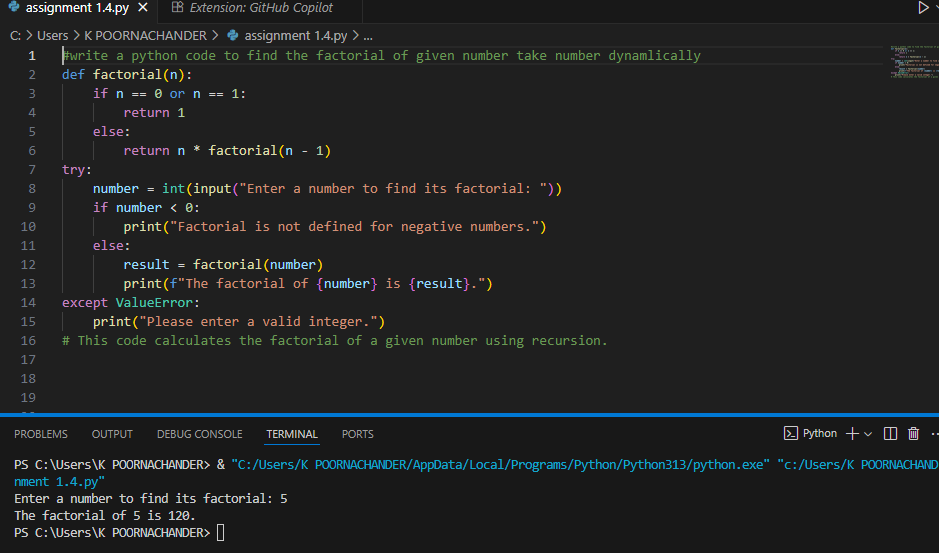 assignment 1.4.py Extension: GitHub Copilot
C: > Users > K POORNACHANDER > assignment 1.4.py > ...
1 #write a python code to find the factorial of given number take number dynamlically
2 def factorial(n):
3     if n == 0 or n == 1:
4         return 1
5     else:
6         return n * factorial(n - 1)
7 try:
8     number = int(input("Enter a number to find its factorial: "))
9     if number < 0:
10         print("Factorial is not defined for negative numbers.")
11     else:
12         result = factorial(number)
13         print(f"The factorial of {number} is {result}.")
14 except ValueError:
15     print("Please enter a valid integer.")
16 # This code calculates the factorial of a given number using recursion.
17
18
19
PROBLEMS OUTPUT DEBUG CONSOLE TERMINAL PORTS Python
PS C:\Users\K POORNACHANDER> & "C:/Users/K POORNACHANDER/AppData/Local/Programs/Python/Python313/python.exe" "c:/Users/K POORNACHAND
nment 1.4.py"
Enter a number to find its factorial: 5
The factorial of 5 is 120.
PS C:\Users\K POORNACHANDER>